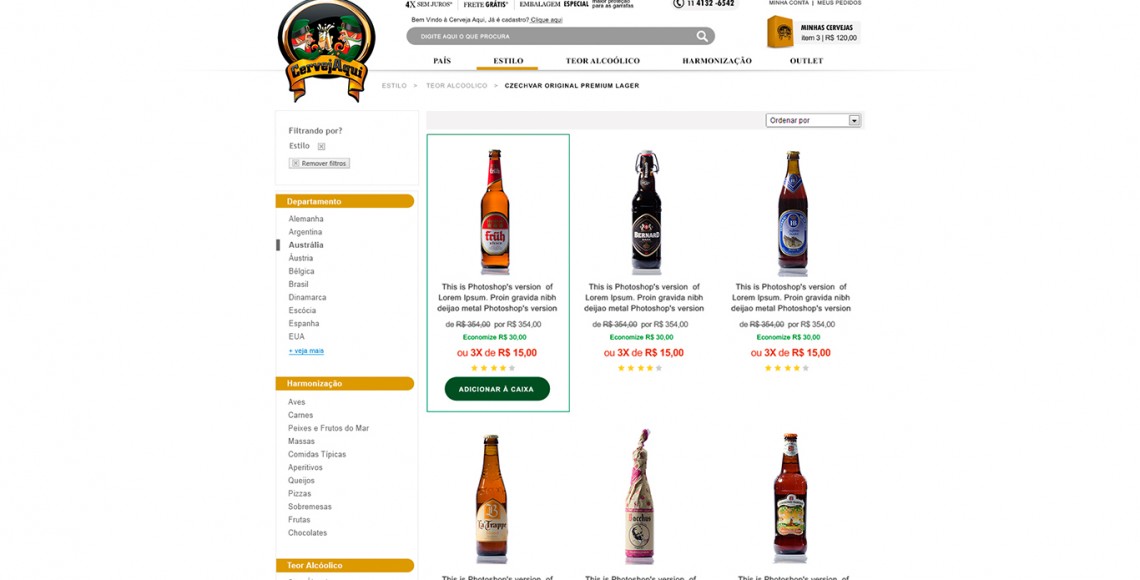 4X SEM JUROS*
FRETE GRÁTIS*
EMBALAGEM ESPECIAL maior proteção
para as garrafas
11 4132 -6542
MINHA CONTA | MEUS PEDIDOS
Bem Vindo à Cerveja Aqui, Já é cadastro? Clique aqui
DIGITE AQUI O QUE PROCURA
MINHAS CERVEJAS
item 3 | R$ 120,00
CervejAqui
PAÍS
ESTILO
TEOR ALCOÓLICO
HARMONIZAÇÃO
OUTLET
ESTILO > TEOR ALCOOLICO > CZECHVAR ORIGINAL PREMIUM LAGER
Filtrando por?
Estilo
Remover filtros
Ordenar por
Departamento
Alemanha
Argentina
Austrália
Áustria
Bélgica
Brasil
Dinamarca
Escócia
Espanha
EUA
+ veja mais
Harmonização
Aves
Carnes
Peixes e Frutos do Mar
Massas
Comidas Típicas
Aperitivos
Queijos
Pizzas
Sobremesas
Frutas
Chocolates
Teor Alcóolico
früh
This is Photoshop's version of
Lorem Ipsum. Proin gravida nibh
deijao metal Photoshop's version
de R$ 354,00 por R$ 354,00
Economize R$ 30,00
ou 3X de R$ 15,00
ADICIONAR À CAIXA
BERNARD
This is Photoshop's version of
Lorem Ipsum. Proin gravida nibh
deijao metal Photoshop's version
de R$ 354,00 por R$ 354,00
Economize R$ 30,00
ou 3X de R$ 15,00
HB
This is Photoshop's version of
Lorem Ipsum. Proin gravida nibh
deijao metal Photoshop's version
de R$ 354,00 por R$ 354,00
Economize R$ 30,00
ou 3X de R$ 15,00
La Trappe
This is Photoshop's version of
Bacchus
This is Photoshop's version of
This is Photoshop's version of